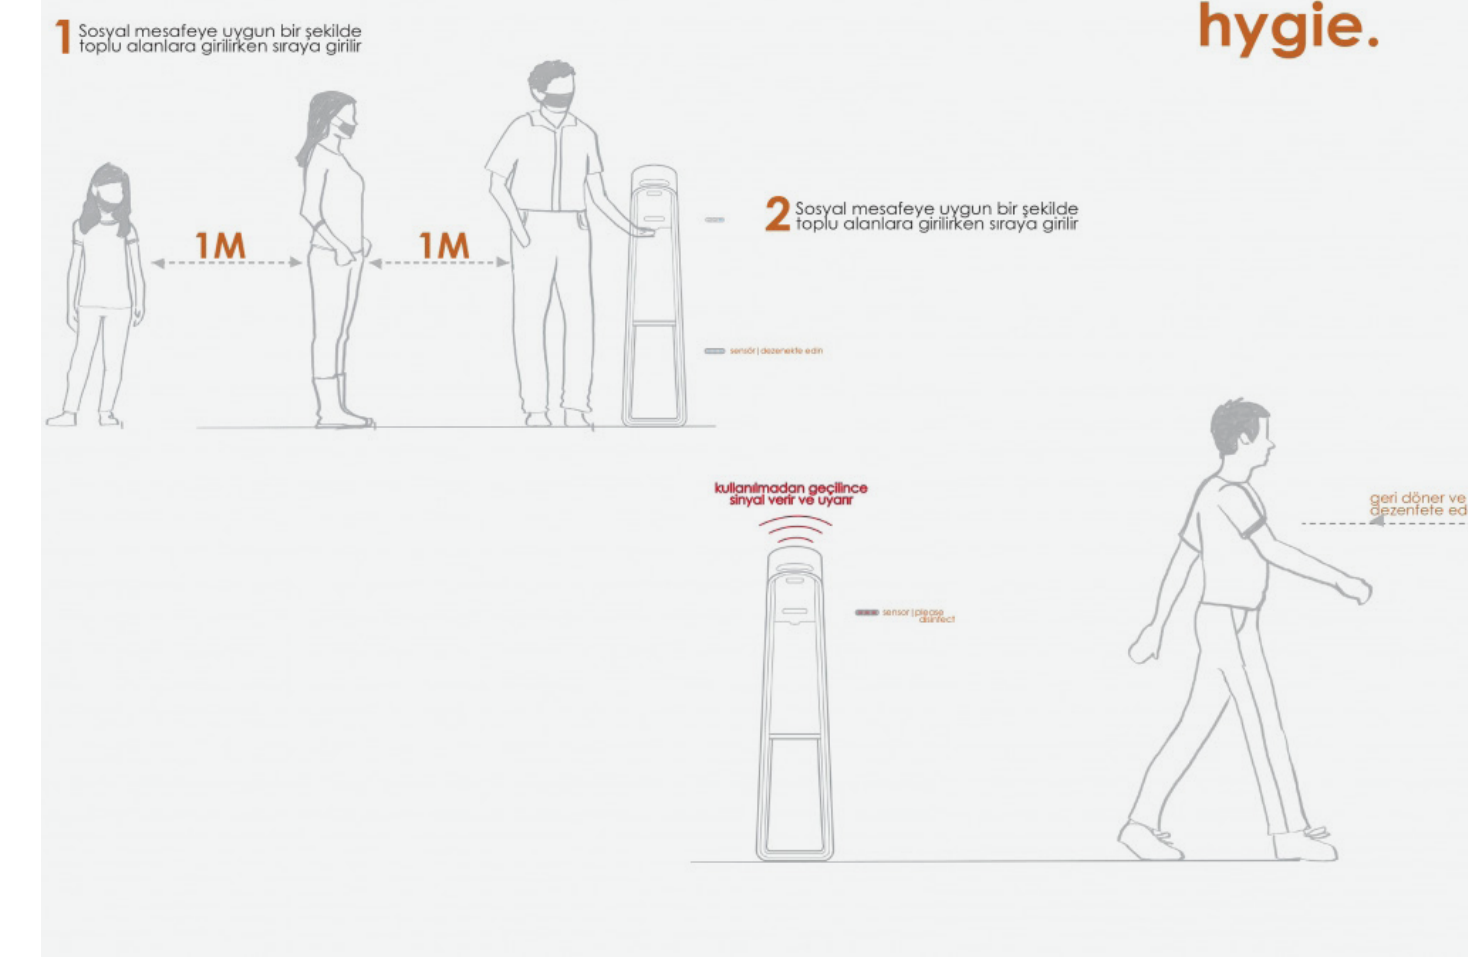 hygie.
1 Sosyal mesafeye uygun bir şekilde
toplu alanlara girilirken sıraya girilir
1M
1M
2 Sosyal mesafeye uygun bir şekilde
toplu alanlara girilirken sıraya girilir
sensör | dezenekte edin
kullanılmadan geçilince
sinyal verir ve uyarır
geri döner ve
dezenfete ed
sensor | please
disinfect